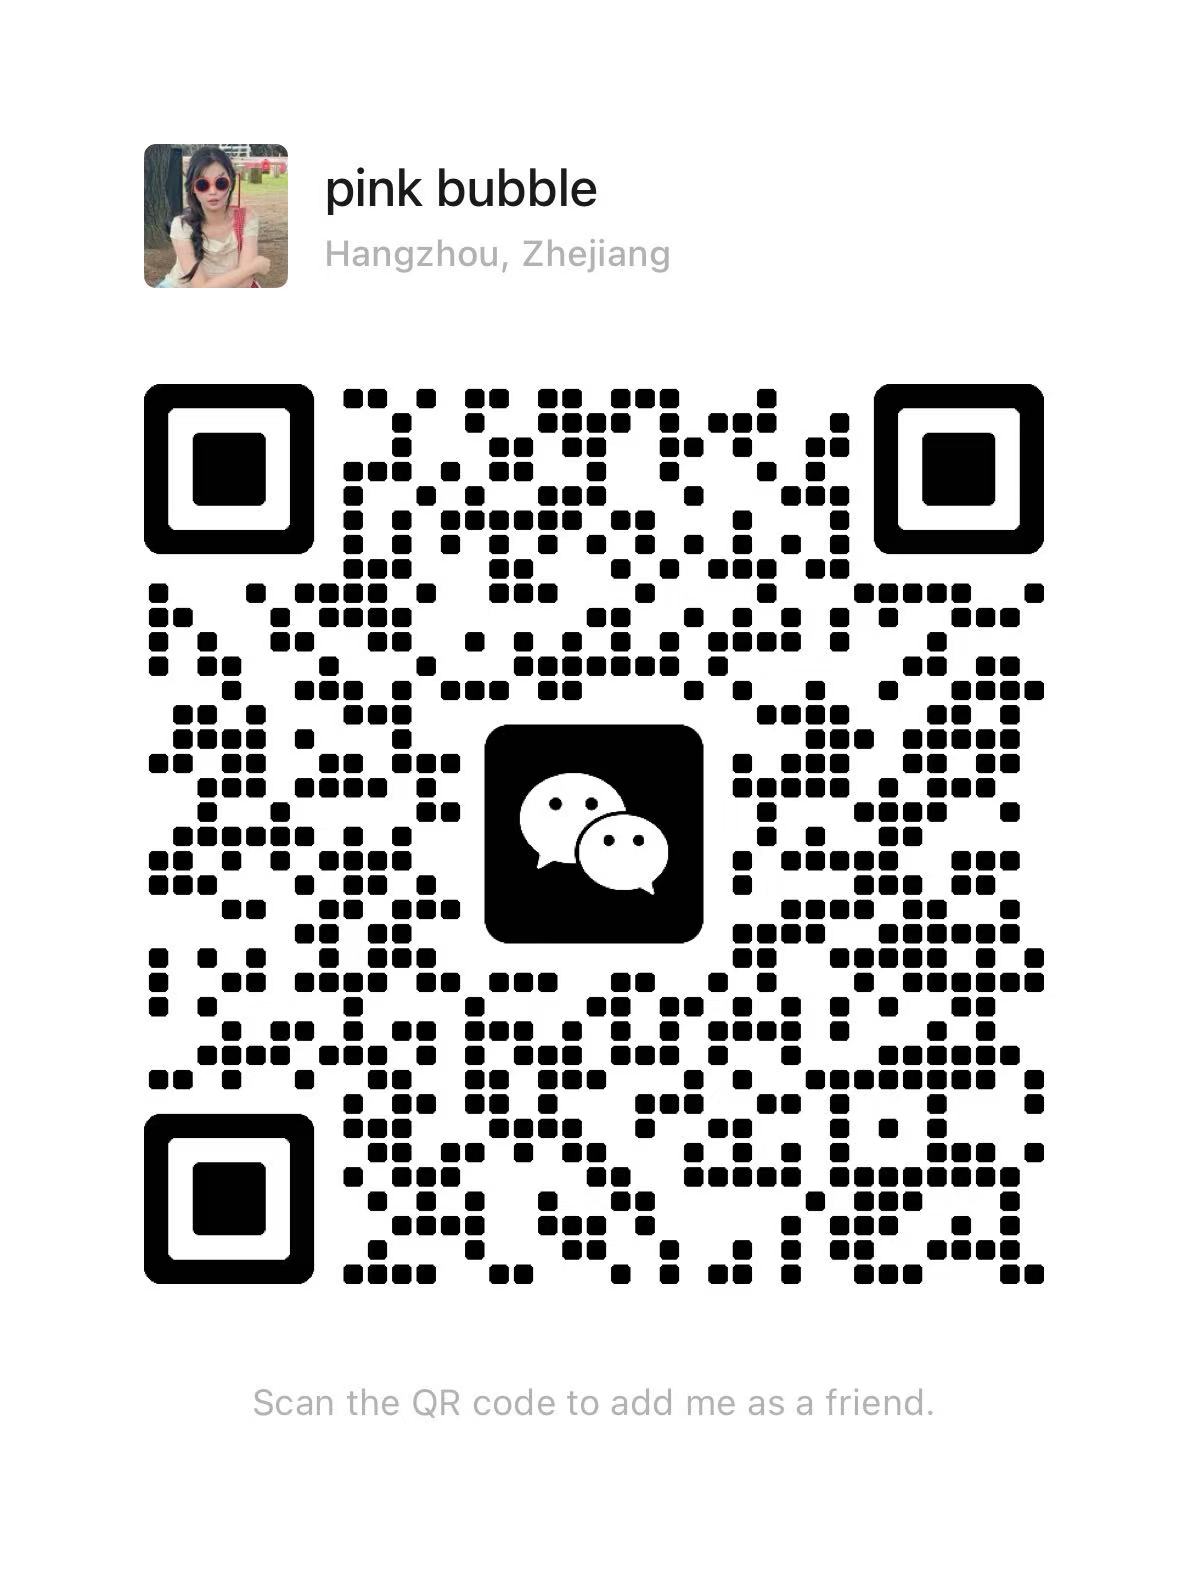 pink bubble
Hangzhou, Zhejiang
Scan the QR code to add me as a friend.